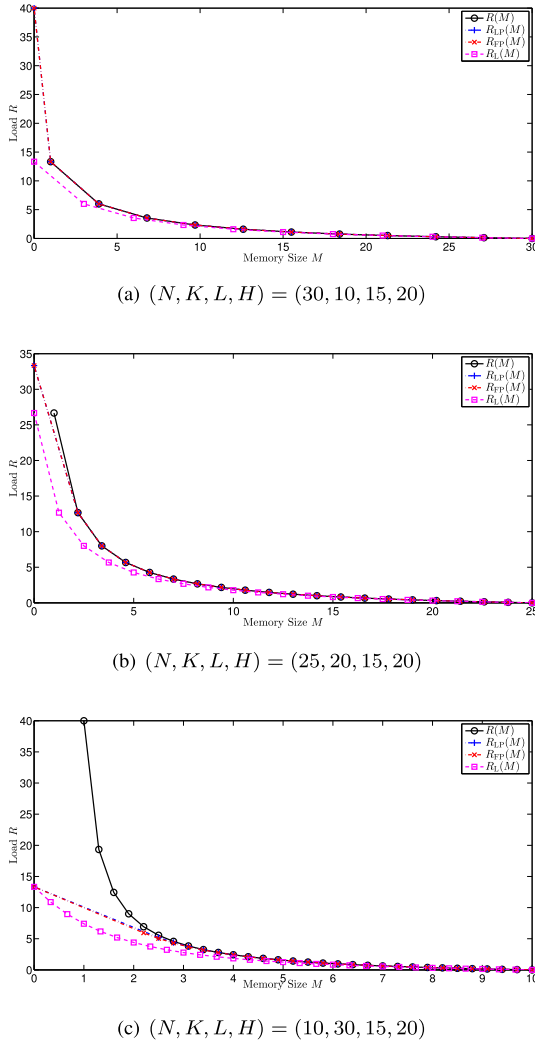 40
35
30
25
20
15
10
5
0
Load R
0 5 10 15 20 25 30
Memory Size M
R(M)
R_LP(M)
R_FP(M)
R_L(M)
(a) (N, K, L, H) = (30, 10, 15, 20)
35
30
25
20
15
10
5
0
Load R
0 5 10 15 20 25
Memory Size M
R(M)
R_LP(M)
R_FP(M)
R_L(M)
(b) (N, K, L, H) = (25, 20, 15, 20)
40
35
30
25
20
15
10
5
0
Load R
0 1 2 3 4 5 6 7 8 9 10
Memory Size M
R(M)
R_LP(M)
R_FP(M)
R_L(M)
(c) (N, K, L, H) = (10, 30, 15, 20)